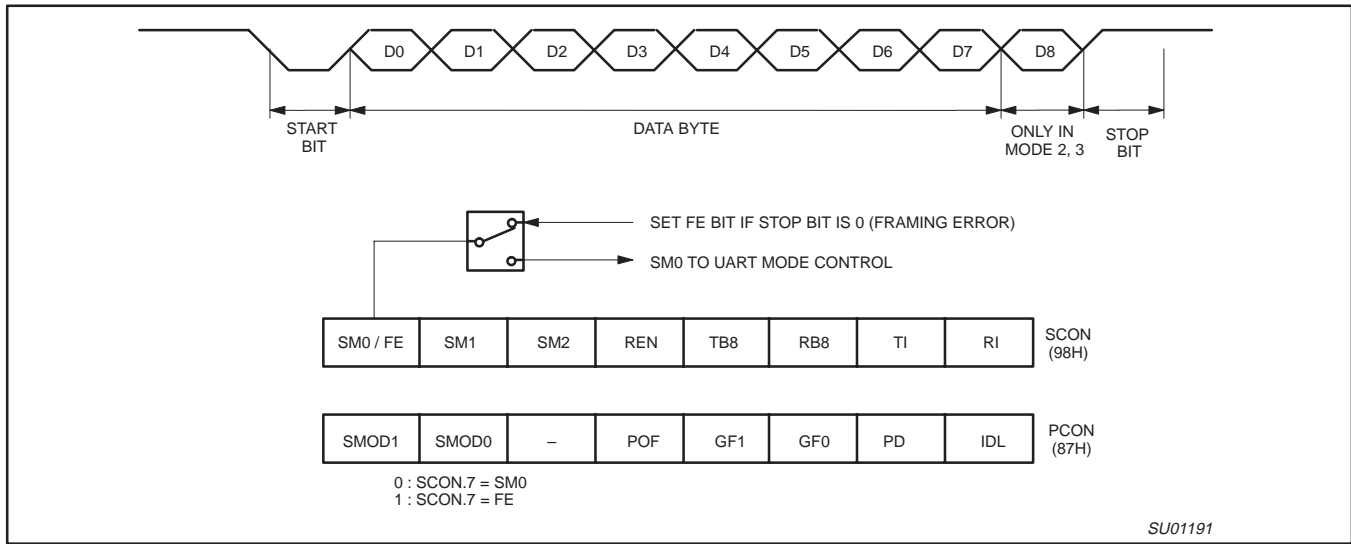 D0 D1 D2 D3 D4 D5 D6 D7 D8
START
BIT
DATA BYTE
ONLY IN
MODE 2, 3
STOP
BIT
SET FE BIT IF STOP BIT IS 0 (FRAMING ERROR)
SM0 TO UART MODE CONTROL
SM0 / FE SM1 SM2 REN TB8 RB8 TI RI
SCON
(98H)
SMOD1 SMOD0 – POF GF1 GF0 PD IDL
PCON
(87H)
0 : SCON.7 = SM0
1 : SCON.7 = FE
SU01191